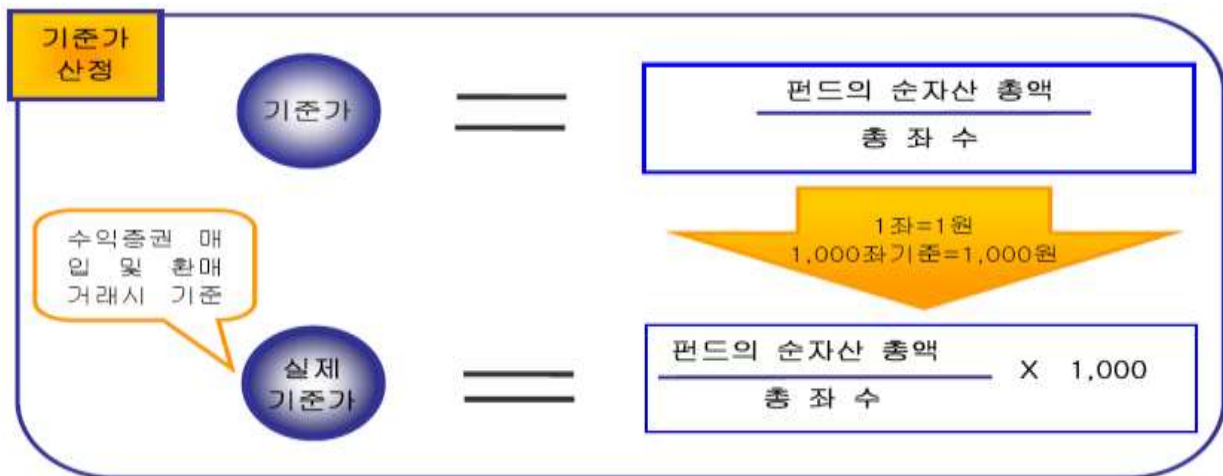 기준가
산정
기준가
펀드의 순자산 총액
총 좌 수
1좌=1원
1,000좌기준=1,000원
수익증권 매
입 및 환매
거래시 기준
실제
기준가
펀드의 순자산 총액
총 좌 수
X 1,000